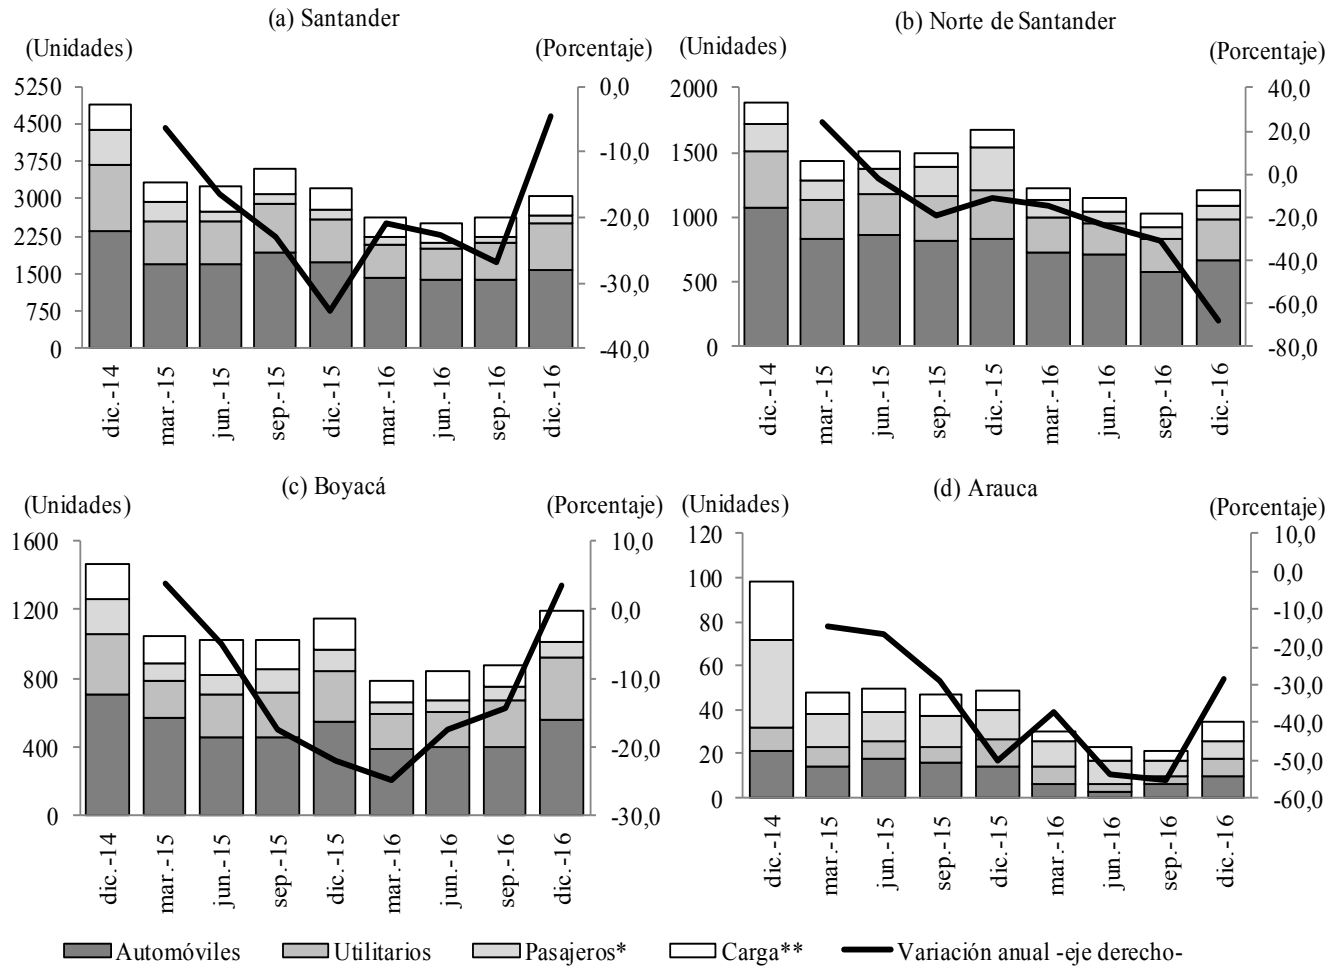 (a) Santander
(Unidades)
(Porcentaje)
5250
4500
3750
3000
2250
1500
750
0
0,0
-10,0
-20,0
-30,0
-40,0
dic.-14
mar.-15
jun.-15
sep.-15
dic.-15
mar.-16
jun.-16
sep.-16
dic.-16
(b) Norte de Santander
(Unidades)
(Porcentaje)
2000
1500
1000
500
0
40,0
20,0
0,0
-20,0
-40,0
-60,0
-80,0
dic.-14
mar.-15
jun.-15
sep.-15
dic.-15
mar.-16
jun.-16
sep.-16
dic.-16
(c) Boyacá
(Unidades)
(Porcentaje)
1600
1200
800
400
0
10,0
0,0
-10,0
-20,0
-30,0
dic.-14
mar.-15
jun.-15
sep.-15
dic.-15
mar.-16
jun.-16
sep.-16
dic.-16
(d) Arauca
(Unidades)
(Porcentaje)
120
100
80
60
40
20
0
10,0
0,0
-10,0
-20,0
-30,0
-40,0
-50,0
-60,0
dic.-14
mar.-15
jun.-15
sep.-15
dic.-15
mar.-16
jun.-16
sep.-16
dic.-16
Automóviles Utilitarios Pasajeros* Carga** Variación anual -eje derecho-